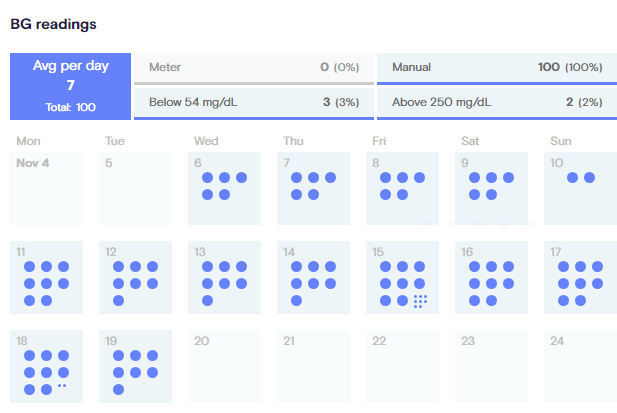 BG readings
Avg per day
7
Total: 100
Meter 0 (0%)
Manual 100 (100%)
Below 54 mg/dL 3 (3%)
Above 250 mg/dL 2 (2%)
Mon Tue Wed Thu Fri Sat Sun
Nov 4 5 6 7 8 9 10
11 12 13 14 15 16 17
18 19 20 21 22 23 24